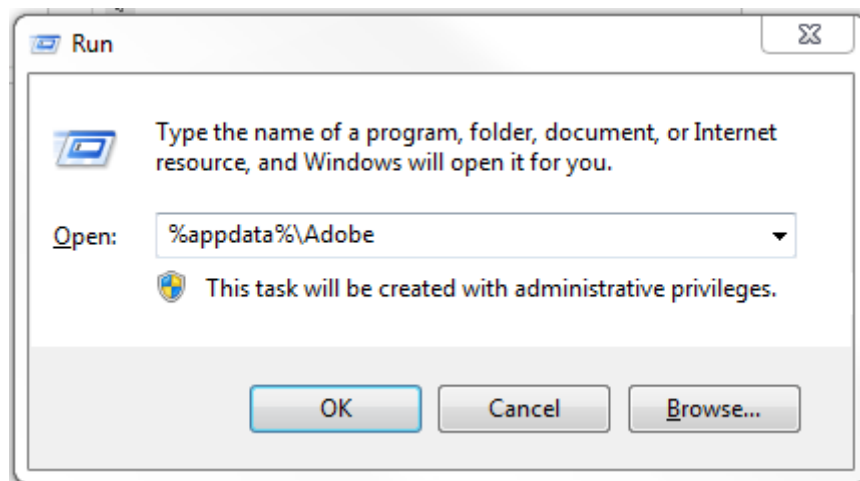 Run
Type the name of a program, folder, document, or Internet
resource, and Windows will open it for you.
Open: %appdata%\Adobe
This task will be created with administrative privileges.
OK Cancel Browse...